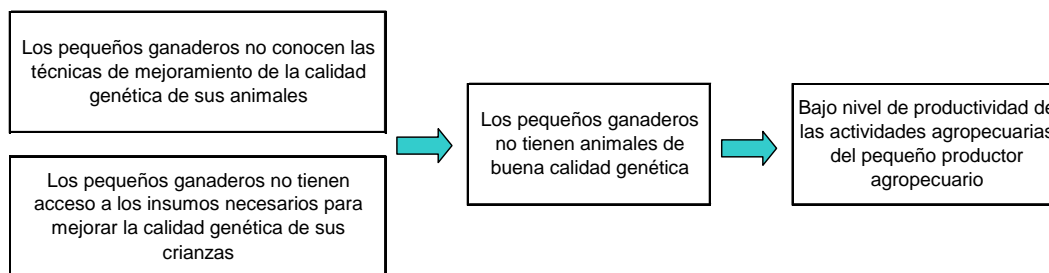 Los pequeños ganaderos no conocen las
técnicas de mejoramiento de la calidad
genética de sus animales
Los pequeños ganaderos no tienen
acceso a los insumos necesarios para
mejorar la calidad genética de sus
crianzas
Los pequeños ganaderos
no tienen animales de
buena calidad genética
Bajo nivel de productividad de
las actividades agropecuarias
del pequeño productor
agropecuario